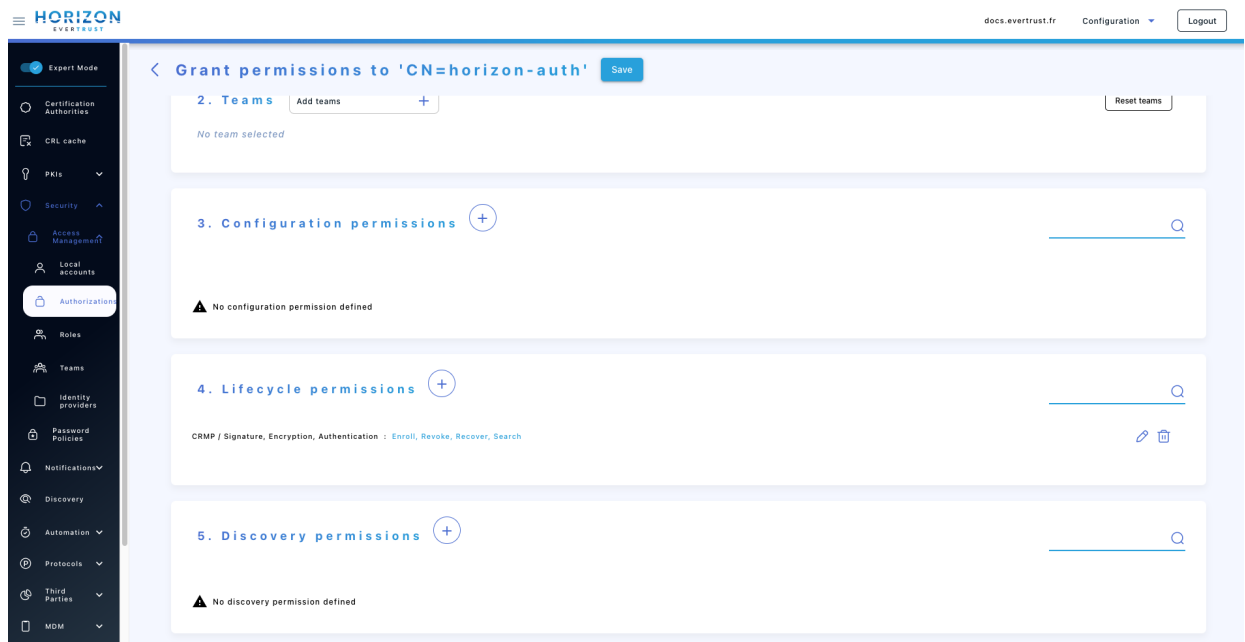 HORIZON
EVERTRUST
docs.evertrust.fr
Configuration
Logout
Expert Mode
Certification
Authorities
CRL cache
PKIs
Security
Access
Management
Local
accounts
Authorizations
Roles
Teams
Identity
providers
Password
Policies
Notifications
Discovery
Automation
Protocols
Third
Parties
MDM
Grant permissions to 'CN=horizon-auth'
Save
2. Teams
Add teams
Reset teams
No team selected
3. Configuration permissions
No configuration permission defined
4. Lifecycle permissions
CRMP / Signature, Encryption, Authentication : Enroll, Revoke, Recover, Search
5. Discovery permissions
No discovery permission defined